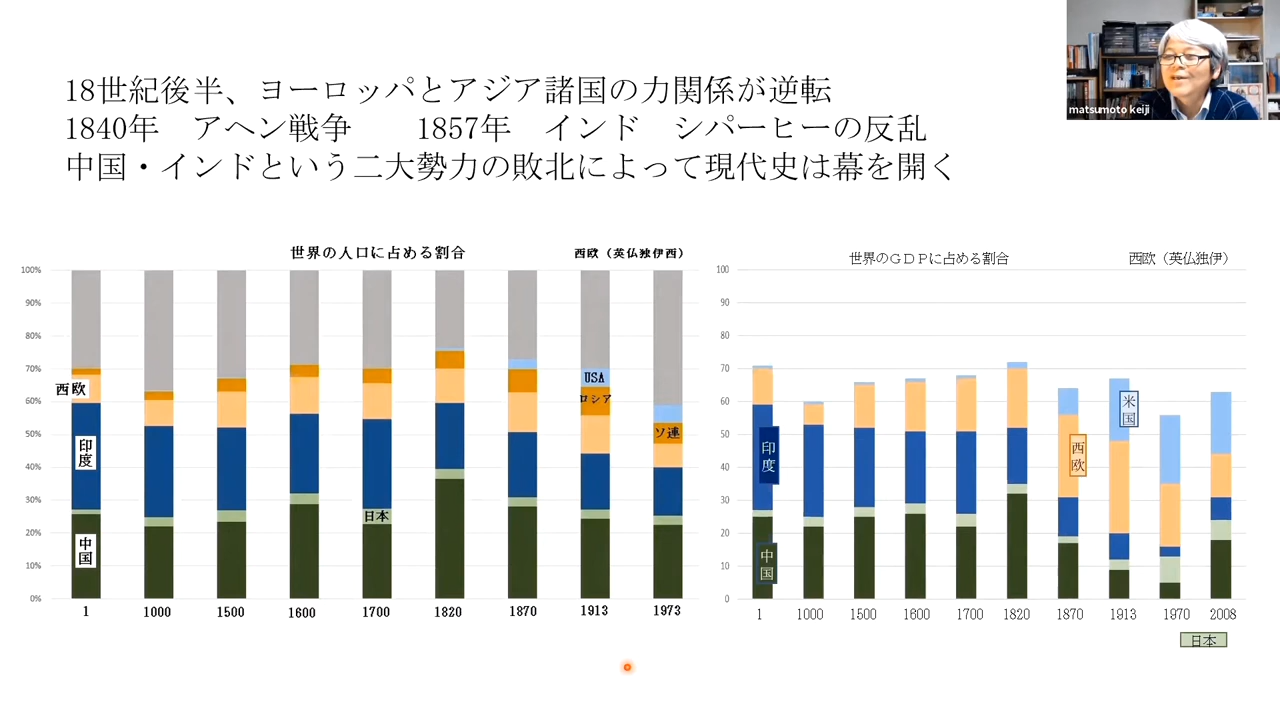 18世紀後半、ヨーロッパとアジア諸国の力関係が逆転
1840年　アヘン戦争　　1857年　インド　シパーヒーの反乱
中国・インドという二大勢力の敗北によって現代史は幕を開く
matsumoto keiji
世界の人口に占める割合
西欧（英仏独伊西）
100%
90%
80%
70%
60%
50%
40%
30%
20%
10%
0%
西欧
印度
中国
日本
USA
ロシア
ソ連
1 1000 1500 1600 1700 1820 1870 1913 1973
世界のＧＤＰに占める割合
西欧（英仏独伊）
100
90
80
70
60
50
40
30
20
10
0
印度
中国
西欧
米国
1 1000 1500 1600 1700 1820 1870 1913 1970 2008
日本